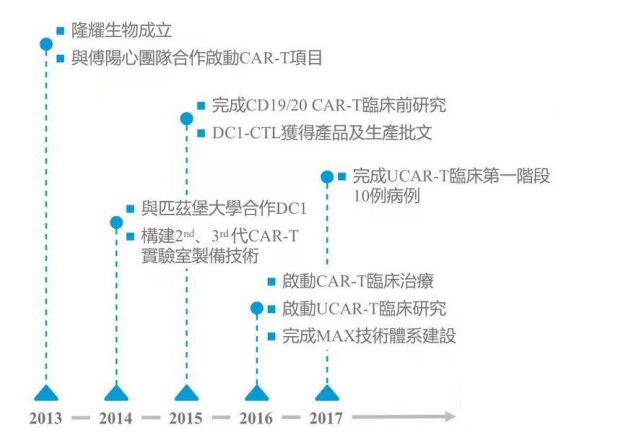 隆耀生物成立
與傅陽心團隊合作啟動CAR-T項目
完成CD19/20 CAR-T臨床前研究
DC1-CTL獲得產品及生產批文
完成UCAR-T臨床第一階段
10例病例
與匹茲堡大學合作DC1
構建2nd、3rd 代CAR-T
實驗室製備技術
啟動CAR-T臨床治療
啟動UCAR-T臨床研究
完成MAX技術體系建設
2013 2014 2015 2016 2017